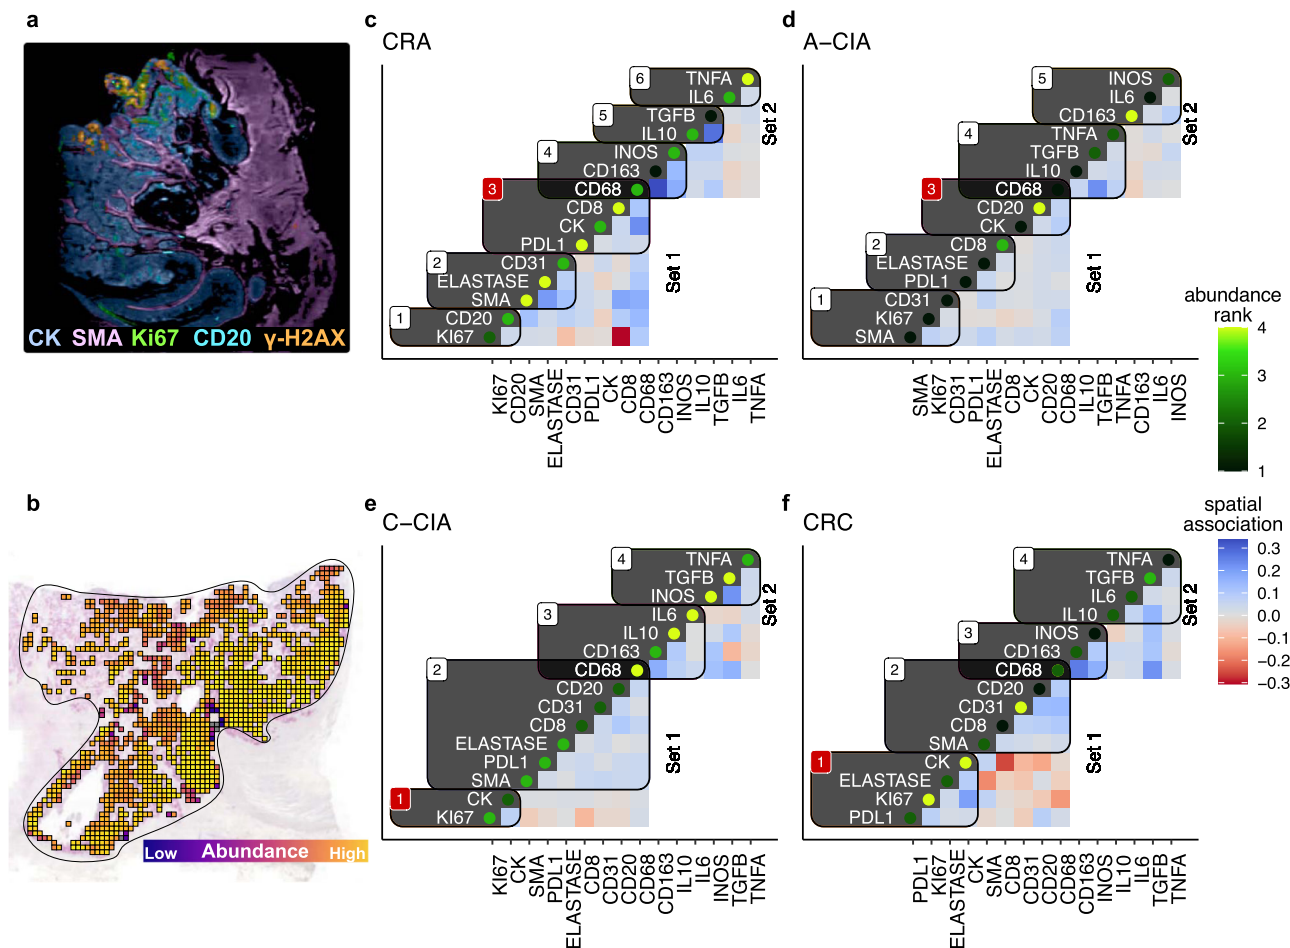 a
CK SMA Ki67 CD20 γ-H2AX
b
Low Abundance High
c
CRA
6
TNFA
IL6
5
TGFB
IL10
4
INOS
CD163
3
CD68
CD8
CK
PDL1
2
CD31
ELASTASE
SMA
1
CD20
KI67
Set 2
Set 1
KI67
CD20
SMA
ELASTASE
CD31
PDL1
CK
CD8
CD68
CD163
INOS
IL10
TGFB
IL6
TNFA
d
A−CIA
5
INOS
IL6
CD163
4
TNFA
TGFB
IL10
3
CD68
CD20
CK
2
CD8
ELASTASE
PDL1
1
CD31
KI67
SMA
Set 2
Set 1
SMA
KI67
CD31
PDL1
ELASTASE
CD8
CK
CD20
CD68
IL10
TGFB
TNFA
CD163
IL6
INOS
abundance
rank
4
3
2
1
e
C−CIA
4
TNFA
TGFB
INOS
3
IL6
IL10
CD163
2
CD68
CD20
CD31
CD8
ELASTASE
PDL1
SMA
1
CK
KI67
Set 2
Set 1
KI67
CK
SMA
PDL1
ELASTASE
CD8
CD31
CD20
CD68
CD163
IL10
IL6
INOS
TGFB
TNFA
f
CRC
4
TNFA
TGFB
IL6
IL10
3
INOS
CD163
CD68
2
CD20
CD31
CD8
SMA
1
CK
ELASTASE
KI67
PDL1
Set 2
Set 1
PDL1
KI67
ELASTASE
CK
SMA
CD8
CD31
CD20
CD68
CD163
INOS
IL10
IL6
TGFB
TNFA
spatial
association
0.3
0.2
0.1
0.0
−0.1
−0.2
−0.3